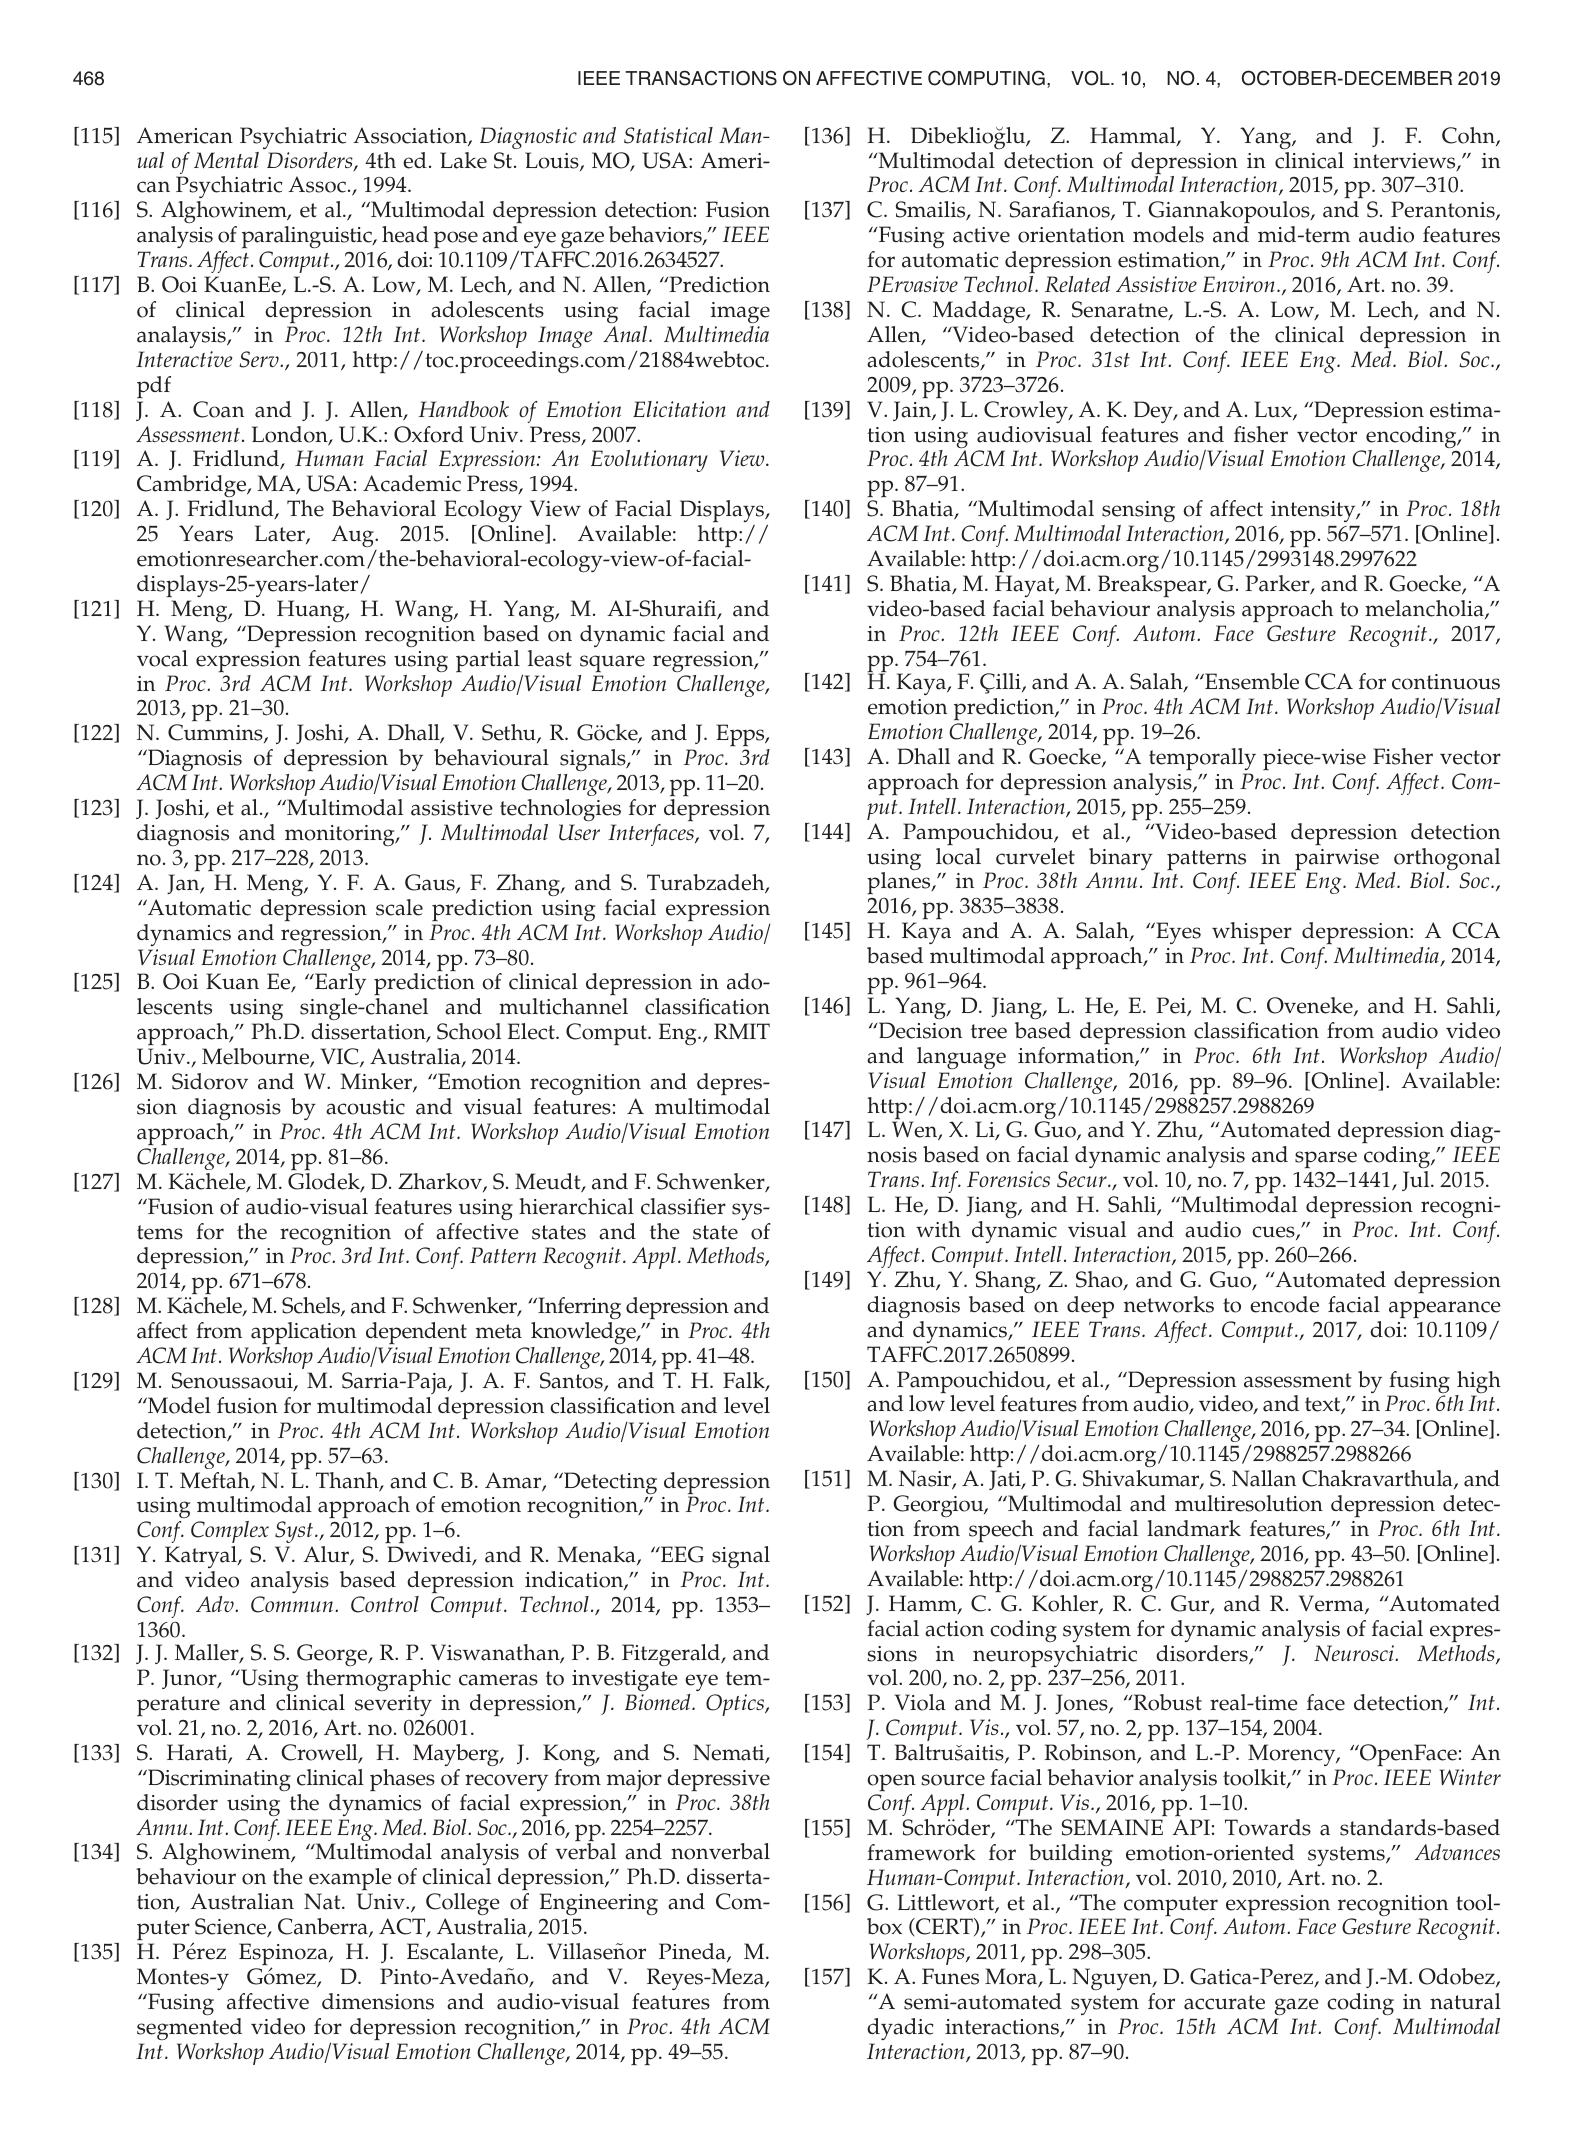 468
IEEE TRANSACTIONS ON AFFECTIVE COMPUTING, VOL. 10, NO. 4, OCTOBER-DECEMBER 2019
[115] American Psychiatric Association, Diagnostic and Statistical Man-
ual of Mental Disorders, 4th ed. Lake St. Louis, MO, USA: Ameri-
can Psychiatric Assoc., 1994.
[116] S. Alghowinem, et al., “Multimodal depression detection: Fusion
analysis of paralinguistic, head pose and eye gaze behaviors,” IEEE
Trans. Affect. Comput., 2016, doi: 10.1109/TAFFC.2016.2634527.
[117] B. Ooi KuanEe, L.-S. A. Low, M. Lech, and N. Allen, “Prediction
of clinical depression in adolescents using facial image
analaysis,” in Proc. 12th Int. Workshop Image Anal. Multimedia
Interactive Serv., 2011, http://toc.proceedings.com/21884webtoc.
pdf
[118] J. A. Coan and J. J. Allen, Handbook of Emotion Elicitation and
Assessment. London, U.K.: Oxford Univ. Press, 2007.
[119] A. J. Fridlund, Human Facial Expression: An Evolutionary View.
Cambridge, MA, USA: Academic Press, 1994.
[120] A. J. Fridlund, The Behavioral Ecology View of Facial Displays,
25 Years Later, Aug. 2015. [Online]. Available: http://
emotionresearcher.com/the-behavioral-ecology-view-of-facial-
displays-25-years-later/
[121] H. Meng, D. Huang, H. Wang, H. Yang, M. AI-Shuraifi, and
Y. Wang, “Depression recognition based on dynamic facial and
vocal expression features using partial least square regression,”
in Proc. 3rd ACM Int. Workshop Audio/Visual Emotion Challenge,
2013, pp. 21–30.
[122] N. Cummins, J. Joshi, A. Dhall, V. Sethu, R. Göcke, and J. Epps,
“Diagnosis of depression by behavioural signals,” in Proc. 3rd
ACM Int. Workshop Audio/Visual Emotion Challenge, 2013, pp. 11–20.
[123] J. Joshi, et al., “Multimodal assistive technologies for depression
diagnosis and monitoring,” J. Multimodal User Interfaces, vol. 7,
no. 3, pp. 217–228, 2013.
[124] A. Jan, H. Meng, Y. F. A. Gaus, F. Zhang, and S. Turabzadeh,
“Automatic depression scale prediction using facial expression
dynamics and regression,” in Proc. 4th ACM Int. Workshop Audio/
Visual Emotion Challenge, 2014, pp. 73–80.
[125] B. Ooi Kuan Ee, “Early prediction of clinical depression in ado-
lescents using single-chanel and multichannel classification
approach,” Ph.D. dissertation, School Elect. Comput. Eng., RMIT
Univ., Melbourne, VIC, Australia, 2014.
[126] M. Sidorov and W. Minker, “Emotion recognition and depres-
sion diagnosis by acoustic and visual features: A multimodal
approach,” in Proc. 4th ACM Int. Workshop Audio/Visual Emotion
Challenge, 2014, pp. 81–86.
[127] M. Kächele, M. Glodek, D. Zharkov, S. Meudt, and F. Schwenker,
“Fusion of audio-visual features using hierarchical classifier sys-
tems for the recognition of affective states and the state of
depression,” in Proc. 3rd Int. Conf. Pattern Recognit. Appl. Methods,
2014, pp. 671–678.
[128] M. Kächele, M. Schels, and F. Schwenker, “Inferring depression and
affect from application dependent meta knowledge,” in Proc. 4th
ACM Int. Workshop Audio/Visual Emotion Challenge, 2014, pp. 41–48.
[129] M. Senoussaoui, M. Sarria-Paja, J. A. F. Santos, and T. H. Falk,
“Model fusion for multimodal depression classification and level
detection,” in Proc. 4th ACM Int. Workshop Audio/Visual Emotion
Challenge, 2014, pp. 57–63.
[130] I. T. Meftah, N. L. Thanh, and C. B. Amar, “Detecting depression
using multimodal approach of emotion recognition,” in Proc. Int.
Conf. Complex Syst., 2012, pp. 1–6.
[131] Y. Katryal, S. V. Alur, S. Dwivedi, and R. Menaka, “EEG signal
and video analysis based depression indication,” in Proc. Int.
Conf. Adv. Commun. Control Comput. Technol., 2014, pp. 1353–
1360.
[132] J. J. Maller, S. S. George, R. P. Viswanathan, P. B. Fitzgerald, and
P. Junor, “Using thermographic cameras to investigate eye tem-
perature and clinical severity in depression,” J. Biomed. Optics,
vol. 21, no. 2, 2016, Art. no. 026001.
[133] S. Harati, A. Crowell, H. Mayberg, J. Kong, and S. Nemati,
“Discriminating clinical phases of recovery from major depressive
disorder using the dynamics of facial expression,” in Proc. 38th
Annu. Int. Conf. IEEE Eng. Med. Biol. Soc., 2016, pp. 2254–2257.
[134] S. Alghowinem, “Multimodal analysis of verbal and nonverbal
behaviour on the example of clinical depression,” Ph.D. disserta-
tion, Australian Nat. Univ., College of Engineering and Com-
puter Science, Canberra, ACT, Australia, 2015.
[135] H. Pérez Espinoza, H. J. Escalante, L. Villaseñor Pineda, M.
Montes-y Gómez, D. Pinto-Avedaño, and V. Reyes-Meza,
“Fusing affective dimensions and audio-visual features from
segmented video for depression recognition,” in Proc. 4th ACM
Int. Workshop Audio/Visual Emotion Challenge, 2014, pp. 49–55.
[136] H. Dibeklioğlu, Z. Hammal, Y. Yang, and J. F. Cohn,
“Multimodal detection of depression in clinical interviews,” in
Proc. ACM Int. Conf. Multimodal Interaction, 2015, pp. 307–310.
[137] C. Smailis, N. Sarafianos, T. Giannakopoulos, and S. Perantonis,
“Fusing active orientation models and mid-term audio features
for automatic depression estimation,” in Proc. 9th ACM Int. Conf.
PErvasive Technol. Related Assistive Environ., 2016, Art. no. 39.
[138] N. C. Maddage, R. Senaratne, L.-S. A. Low, M. Lech, and N.
Allen, “Video-based detection of the clinical depression in
adolescents,” in Proc. 31st Int. Conf. IEEE Eng. Med. Biol. Soc.,
2009, pp. 3723–3726.
[139] V. Jain, J. L. Crowley, A. K. Dey, and A. Lux, “Depression estima-
tion using audiovisual features and fisher vector encoding,” in
Proc. 4th ACM Int. Workshop Audio/Visual Emotion Challenge, 2014,
pp. 87–91.
[140] S. Bhatia, “Multimodal sensing of affect intensity,” in Proc. 18th
ACM Int. Conf. Multimodal Interaction, 2016, pp. 567–571. [Online].
Available: http://doi.acm.org/10.1145/2993148.2997622
[141] S. Bhatia, M. Hayat, M. Breakspear, G. Parker, and R. Goecke, “A
video-based facial behaviour analysis approach to melancholia,”
in Proc. 12th IEEE Conf. Autom. Face Gesture Recognit., 2017,
pp. 754–761.
[142] H. Kaya, F. Çilli, and A. A. Salah, “Ensemble CCA for continuous
emotion prediction,” in Proc. 4th ACM Int. Workshop Audio/Visual
Emotion Challenge, 2014, pp. 19–26.
[143] A. Dhall and R. Goecke, “A temporally piece-wise Fisher vector
approach for depression analysis,” in Proc. Int. Conf. Affect. Com-
put. Intell. Interaction, 2015, pp. 255–259.
[144] A. Pampouchidou, et al., “Video-based depression detection
using local curvelet binary patterns in pairwise orthogonal
planes,” in Proc. 38th Annu. Int. Conf. IEEE Eng. Med. Biol. Soc.,
2016, pp. 3835–3838.
[145] H. Kaya and A. A. Salah, “Eyes whisper depression: A CCA
based multimodal approach,” in Proc. Int. Conf. Multimedia, 2014,
pp. 961–964.
[146] L. Yang, D. Jiang, L. He, E. Pei, M. C. Oveneke, and H. Sahli,
“Decision tree based depression classification from audio video
and language information,” in Proc. 6th Int. Workshop Audio/
Visual Emotion Challenge, 2016, pp. 89–96. [Online]. Available:
http://doi.acm.org/10.1145/2988257.2988269
[147] L. Wen, X. Li, G. Guo, and Y. Zhu, “Automated depression diag-
nosis based on facial dynamic analysis and sparse coding,” IEEE
Trans. Inf. Forensics Secur., vol. 10, no. 7, pp. 1432–1441, Jul. 2015.
[148] L. He, D. Jiang, and H. Sahli, “Multimodal depression recogni-
tion with dynamic visual and audio cues,” in Proc. Int. Conf.
Affect. Comput. Intell. Interaction, 2015, pp. 260–266.
[149] Y. Zhu, Y. Shang, Z. Shao, and G. Guo, “Automated depression
diagnosis based on deep networks to encode facial appearance
and dynamics,” IEEE Trans. Affect. Comput., 2017, doi: 10.1109/
TAFFC.2017.2650899.
[150] A. Pampouchidou, et al., “Depression assessment by fusing high
and low level features from audio, video, and text,” in Proc. 6th Int.
Workshop Audio/Visual Emotion Challenge, 2016, pp. 27–34. [Online].
Available: http://doi.acm.org/10.1145/2988257.2988266
[151] M. Nasir, A. Jati, P. G. Shivakumar, S. Nallan Chakravarthula, and
P. Georgiou, “Multimodal and multiresolution depression detec-
tion from speech and facial landmark features,” in Proc. 6th Int.
Workshop Audio/Visual Emotion Challenge, 2016, pp. 43–50. [Online].
Available: http://doi.acm.org/10.1145/2988257.2988261
[152] J. Hamm, C. G. Kohler, R. C. Gur, and R. Verma, “Automated
facial action coding system for dynamic analysis of facial expres-
sions in neuropsychiatric disorders,” J. Neurosci. Methods,
vol. 200, no. 2, pp. 237–256, 2011.
[153] P. Viola and M. J. Jones, “Robust real-time face detection,” Int.
J. Comput. Vis., vol. 57, no. 2, pp. 137–154, 2004.
[154] T. Baltrušaitis, P. Robinson, and L.-P. Morency, “OpenFace: An
open source facial behavior analysis toolkit,” in Proc. IEEE Winter
Conf. Appl. Comput. Vis., 2016, pp. 1–10.
[155] M. Schröder, “The SEMAINE API: Towards a standards-based
framework for building emotion-oriented systems,” Advances
Human-Comput. Interaction, vol. 2010, 2010, Art. no. 2.
[156] G. Littlewort, et al., “The computer expression recognition tool-
box (CERT),” in Proc. IEEE Int. Conf. Autom. Face Gesture Recognit.
Workshops, 2011, pp. 298–305.
[157] K. A. Funes Mora, L. Nguyen, D. Gatica-Perez, and J.-M. Odobez,
“A semi-automated system for accurate gaze coding in natural
dyadic interactions,” in Proc. 15th ACM Int. Conf. Multimodal
Interaction, 2013, pp. 87–90.